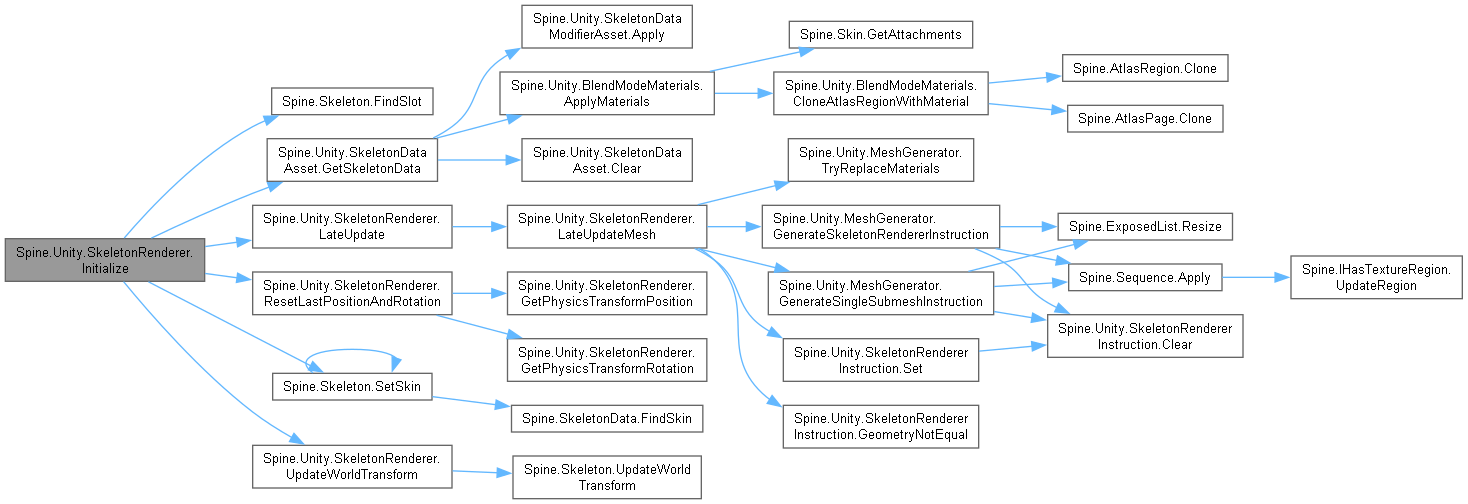 Spine.Unity.SkeletonRenderer.
Initialize
Spine.Skeleton.FindSlot
Spine.Unity.SkeletonData
Asset.GetSkeletonData
Spine.Unity.SkeletonData
ModifierAsset.Apply
Spine.Unity.BlendModeMaterials.
ApplyMaterials
Spine.Skin.GetAttachments
Spine.Unity.BlendModeMaterials.
CloneAtlasRegionWithMaterial
Spine.AtlasRegion.Clone
Spine.AtlasPage.Clone
Spine.Unity.SkeletonData
Asset.Clear
Spine.Unity.SkeletonRenderer.
LateUpdate
Spine.Unity.SkeletonRenderer.
LateUpdateMesh
Spine.Unity.MeshGenerator.
TryReplaceMaterials
Spine.Unity.MeshGenerator.
GenerateSkeletonRendererInstruction
Spine.Unity.MeshGenerator.
GenerateSingleSubmeshInstruction
Spine.ExposedList.Resize
Spine.Sequence.Apply
Spine.IHasTextureRegion.
UpdateRegion
Spine.Unity.SkeletonRenderer
Instruction.Clear
Spine.Unity.SkeletonRenderer
Instruction.Set
Spine.Unity.SkeletonRenderer
Instruction.GeometryNotEqual
Spine.Unity.SkeletonRenderer.
ResetLastPositionAndRotation
Spine.Unity.SkeletonRenderer.
GetPhysicsTransformPosition
Spine.Unity.SkeletonRenderer.
GetPhysicsTransformRotation
Spine.Skeleton.SetSkin
Spine.SkeletonData.FindSkin
Spine.Unity.SkeletonRenderer.
UpdateWorldTransform
Spine.Skeleton.UpdateWorld
Transform